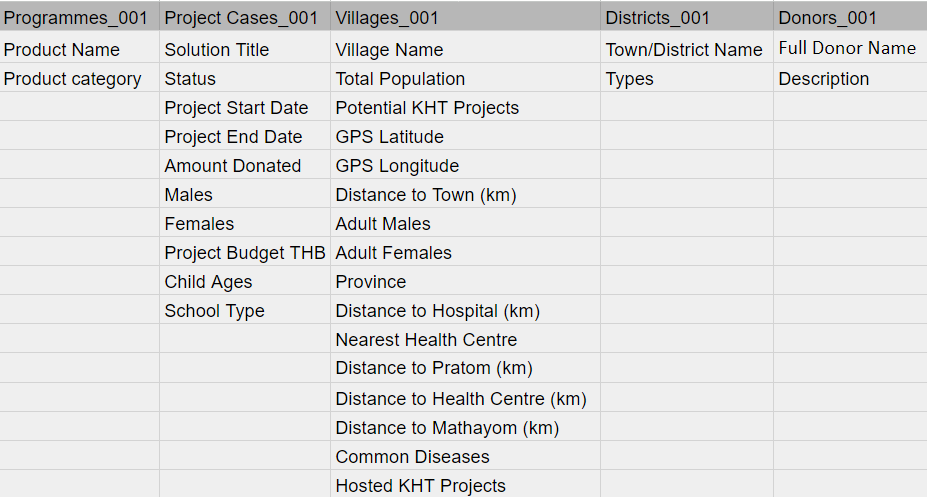 Programmes_001 Project Cases_001 Villages_001 Districts_001 Donors_001
Product Name Solution Title Village Name Town/District Name Full Donor Name
Product category Status Total Population Types Description
Project Start Date Potential KHT Projects
Project End Date GPS Latitude
Amount Donated GPS Longitude
Males Distance to Town (km)
Females Adult Males
Project Budget THB Adult Females
Child Ages Province
School Type Distance to Hospital (km)
Nearest Health Centre
Distance to Pratom (km)
Distance to Health Centre (km)
Distance to Mathayom (km)
Common Diseases
Hosted KHT Projects